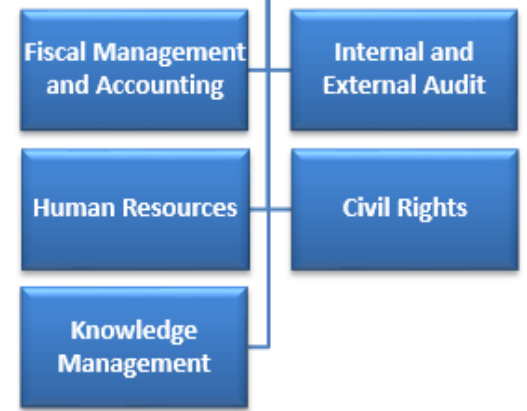 Fiscal Management
and Accounting
Internal and
External Audit
Human Resources
Civil Rights
Knowledge
Management